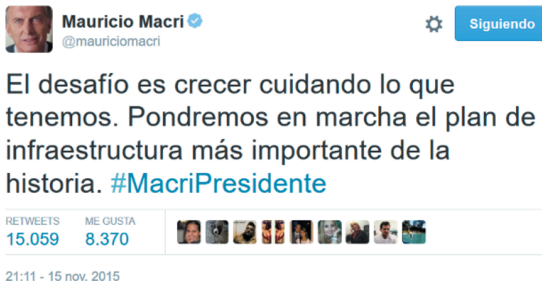 Mauricio Macri
@mauriciomacri
Siguiendo
El desafío es crecer cuidando lo que
tenemos. Pondremos en marcha el plan de
infraestructura más importante de la
historia. #MacriPresidente
RETWEETS ME GUSTA
15.059 8.370
21:11 - 15 nov. 2015